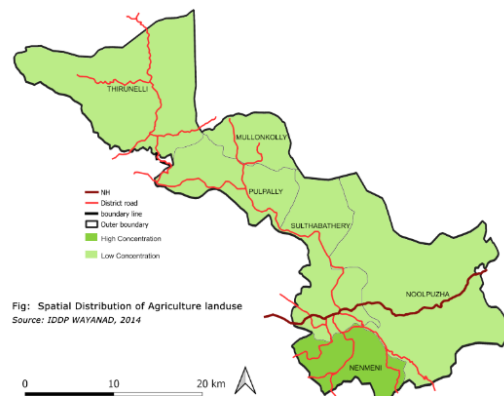 THIRUNELLI
MULLONKOLLY
PULPALLY
SULTHABATHERY
NOOLPUZHA
NENMENI
NH
District road
boundary line
Outer boundary
High Concentration
Low Concentration
Fig: Spatial Distribution of Agriculture landuse
Source: IDDP WAYANAD, 2014
0 10 20 km